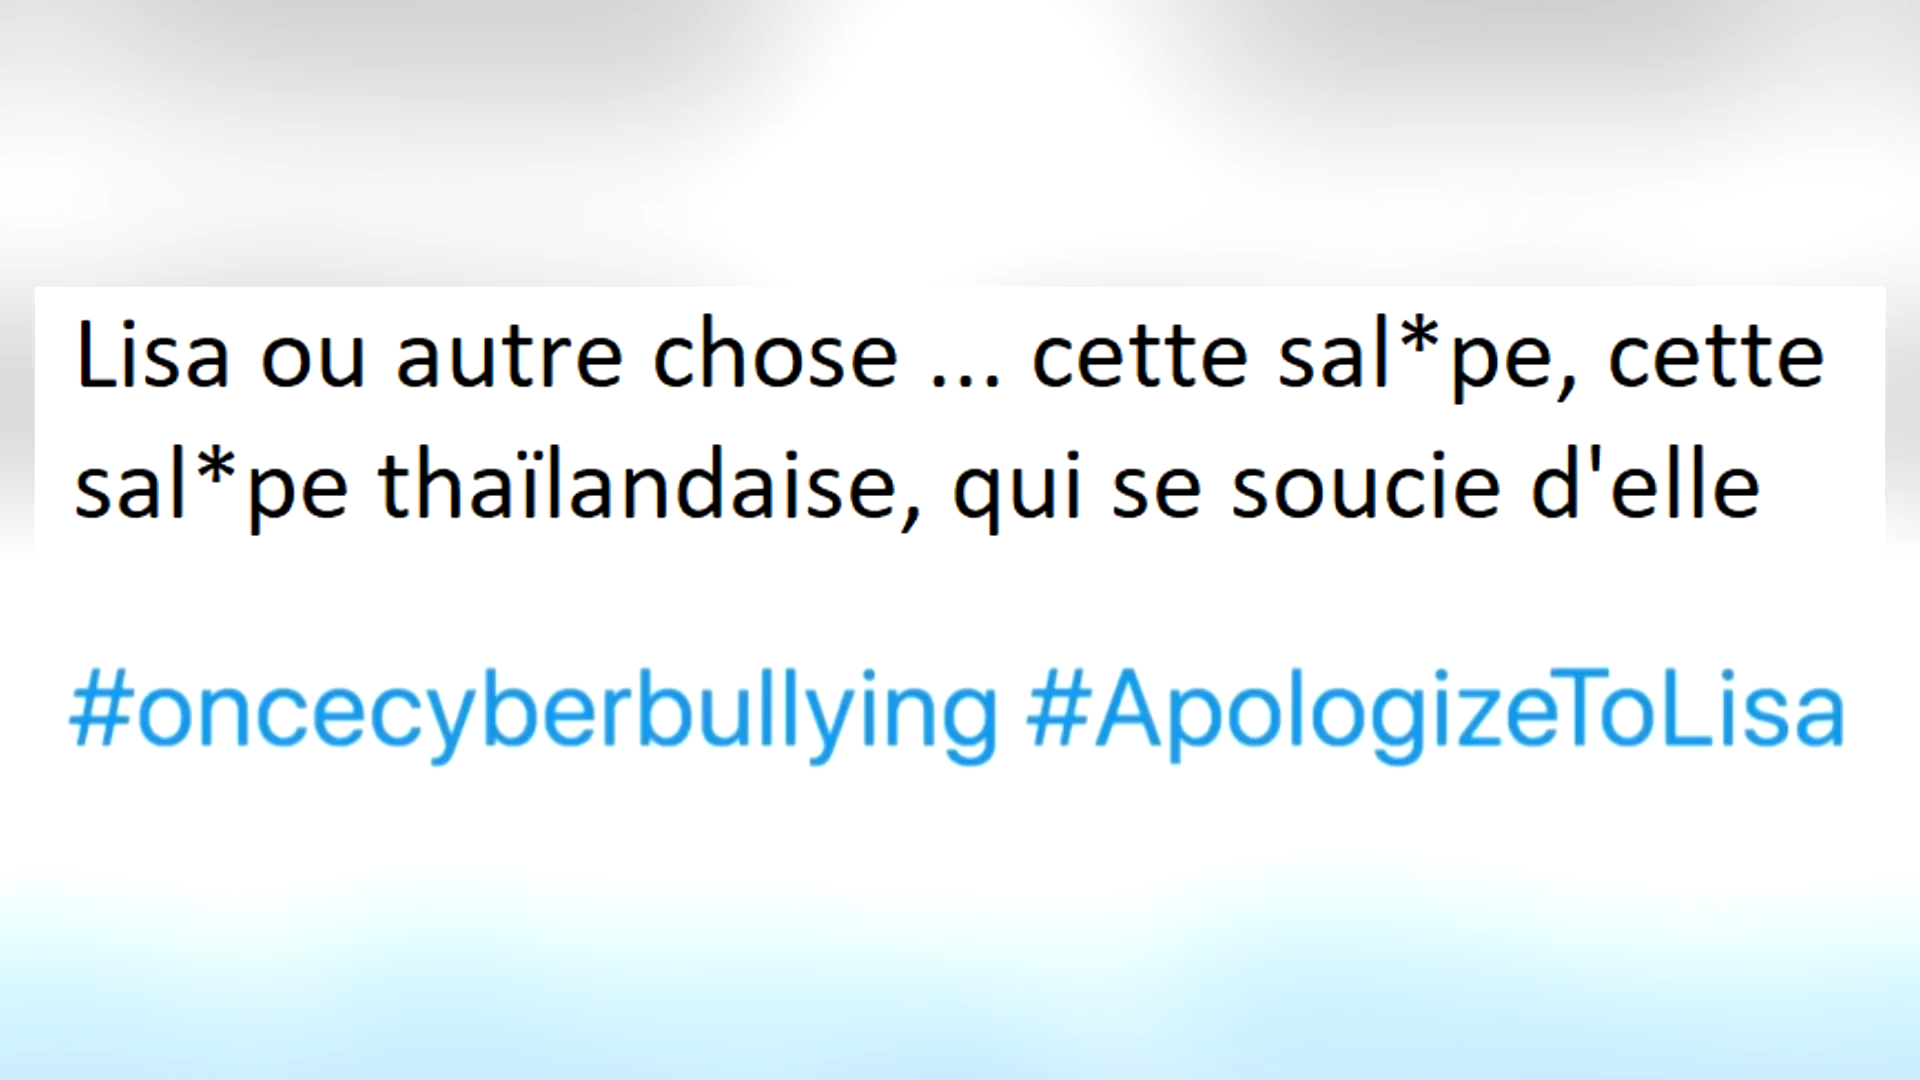 Lisa ou autre chose ... cette sal*pe, cette
sal*pe thaïlandaise, qui se soucie d'elle
#oncecyberbullying #ApologizeToLisa